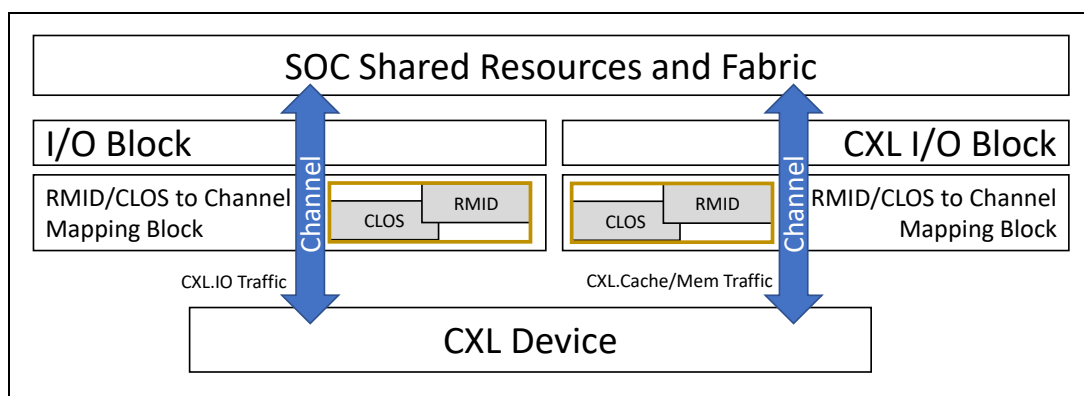 SOC Shared Resources and Fabric
I/O Block
CXL I/O Block
RMID/CLOS to Channel
Mapping Block
Channel
CLOS
RMID
CLOS
RMID
Channel
RMID/CLOS to Channel
Mapping Block
CXL.IO Traffic
CXL.Cache/Mem Traffic
CXL Device